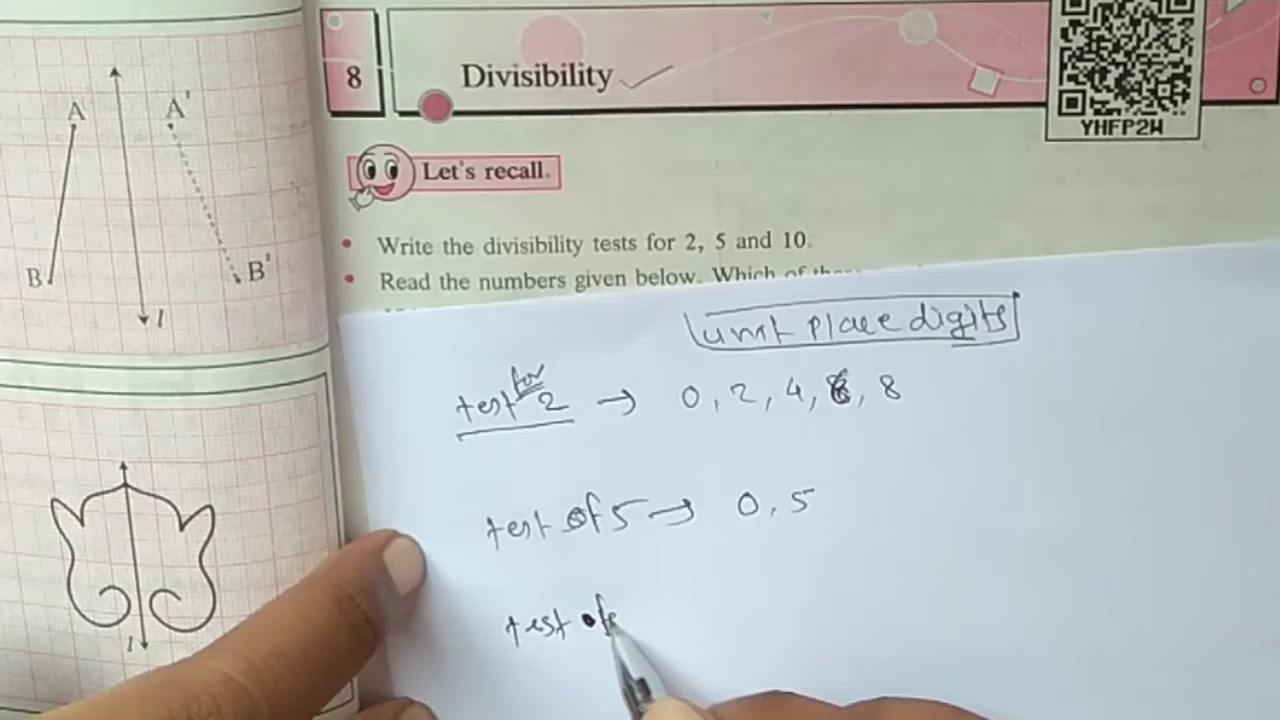 A
A'
B
B'
l
l
8
Divisibility
YHFP2W
Let's recall.
• Write the divisibility tests for 2, 5 and 10.
• Read the numbers given below. Which of
unit place digits
test for 2 → 0, 2, 4, 6, 8
test of 5 → 0, 5
test of